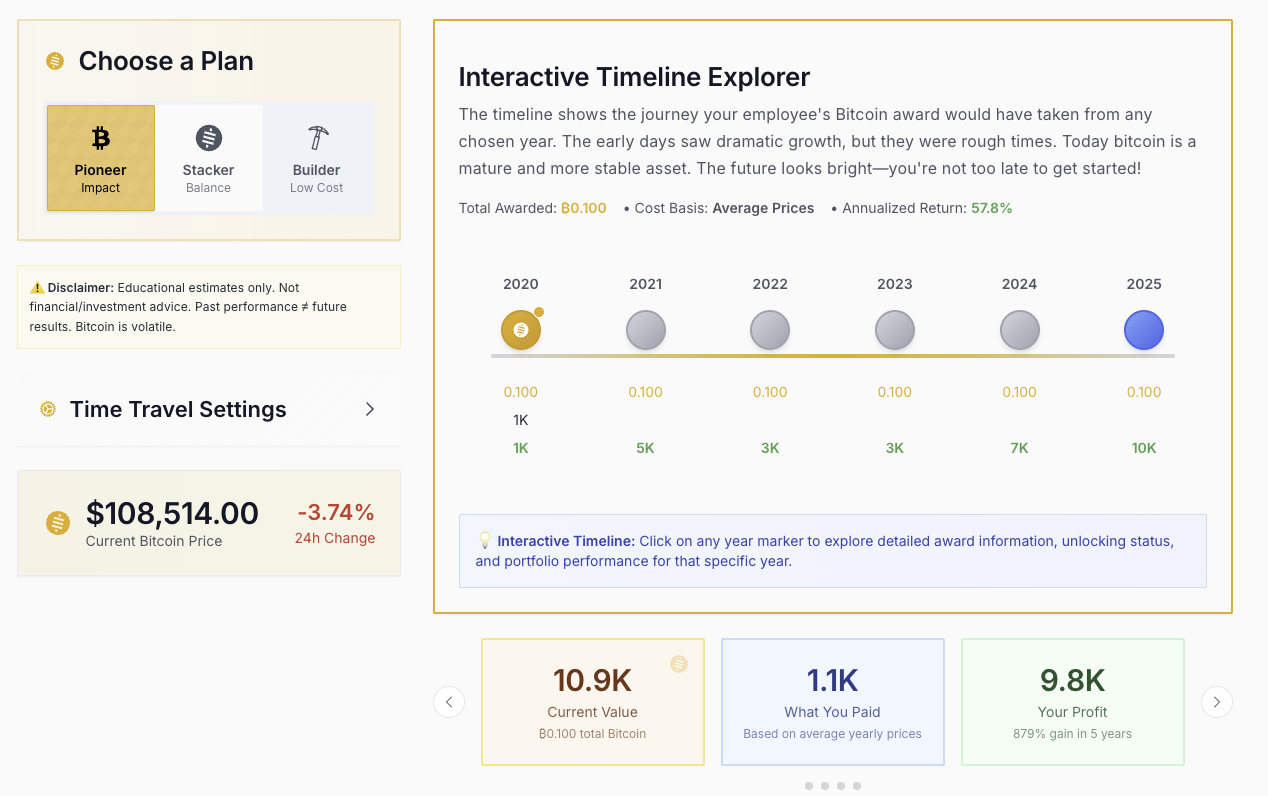 Choose a Plan
Pioneer
Impact
Stacker
Balance
Builder
Low Cost
⚠️ Disclaimer: Educational estimates only. Not
financial/investment advice. Past performance ≠ future
results. Bitcoin is volatile.
Time Travel Settings
$108,514.00
Current Bitcoin Price
-3.74%
24h Change
Interactive Timeline Explorer
The timeline shows the journey your employee's Bitcoin award would have taken from any
chosen year. The early days saw dramatic growth, but they were rough times. Today bitcoin is a
mature and more stable asset. The future looks bright—you're not too late to get started!
Total Awarded: ₿0.100 • Cost Basis: Average Prices • Annualized Return: 57.8%
2020 2021 2022 2023 2024 2025
0.100 0.100 0.100 0.100 0.100 0.100
1K
1K 5K 3K 3K 7K 10K
💡 Interactive Timeline: Click on any year marker to explore detailed award information, unlocking status,
and portfolio performance for that specific year.
10.9K
Current Value
₿0.100 total Bitcoin
1.1K
What You Paid
Based on average yearly prices
9.8K
Your Profit
879% gain in 5 years